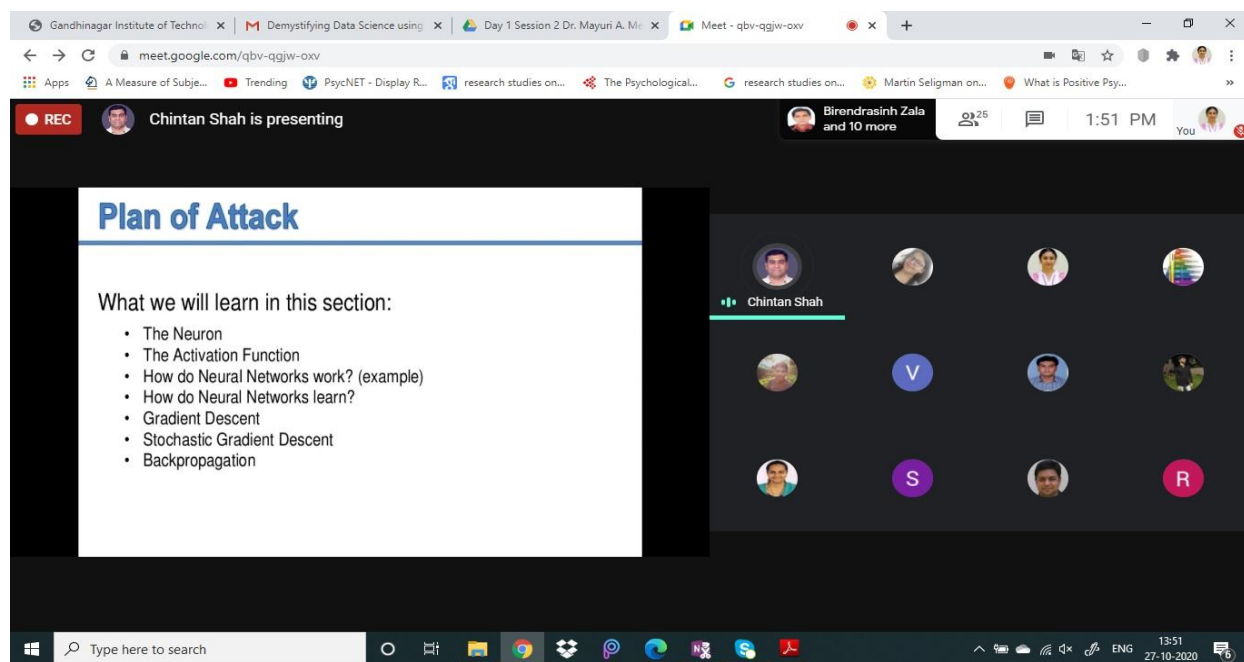 Gandhinagar Institute of Technol
Demystifying Data Science using
Day 1 Session 2 Dr. Mayuri A. Me
Meet - qbv-qgjw-oxv
meet.google.com/qbv-qgjw-oxv
Apps
A Measure of Subje...
Trending
PsycNET - Display R...
research studies on...
The Psychological...
research studies on...
Martin Seligman on...
What is Positive Psy...
»
REC
Chintan Shah is presenting
Birendrasinh Zala
and 10 more
25
1:51 PM
You
Plan of Attack
What we will learn in this section:
• The Neuron
• The Activation Function
• How do Neural Networks work? (example)
• How do Neural Networks learn?
• Gradient Descent
• Stochastic Gradient Descent
• Backpropagation
Chintan Shah
V
S
R
Type here to search
ENG
13:51
27-10-2020
6